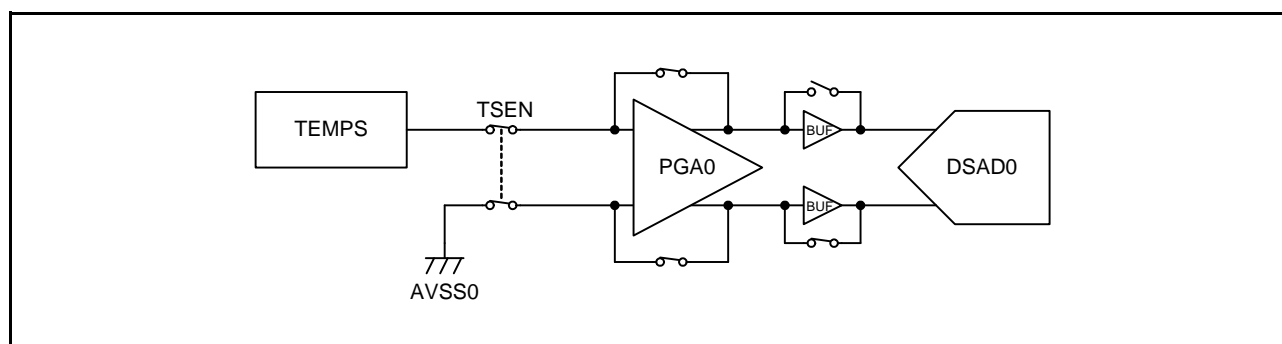 TSEN
TEMPS
BUF
PGA0
DSAD0
BUF
AVSS0